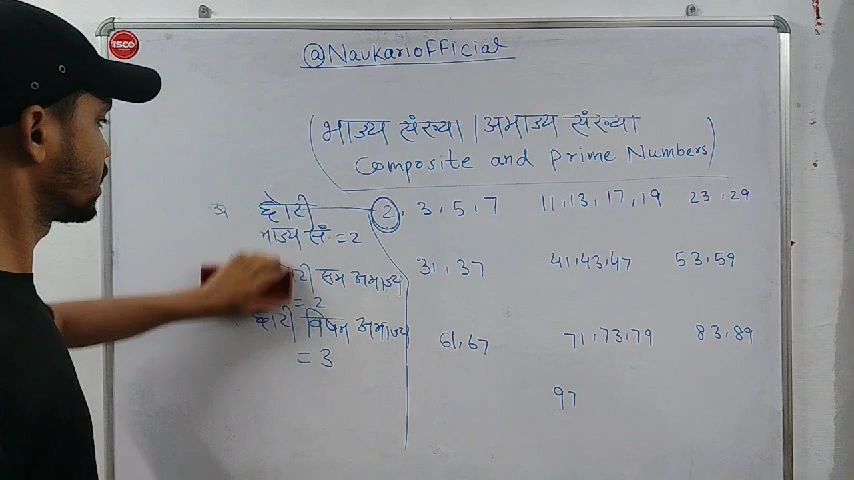 ISCO
@Naukariofficial
(भाज्य संख्या | अभाज्य संख्या
Composite and Prime Numbers)
छोटी
2, 3, 5, 7 11, 13, 17, 19 23, 29
भाज्य सं. = 2
सम अभाज्य
= 2
31, 37 41, 43, 47 53, 59
छोटी विषम अभाज्य
= 3
61, 67 71, 73, 79 83, 89
97